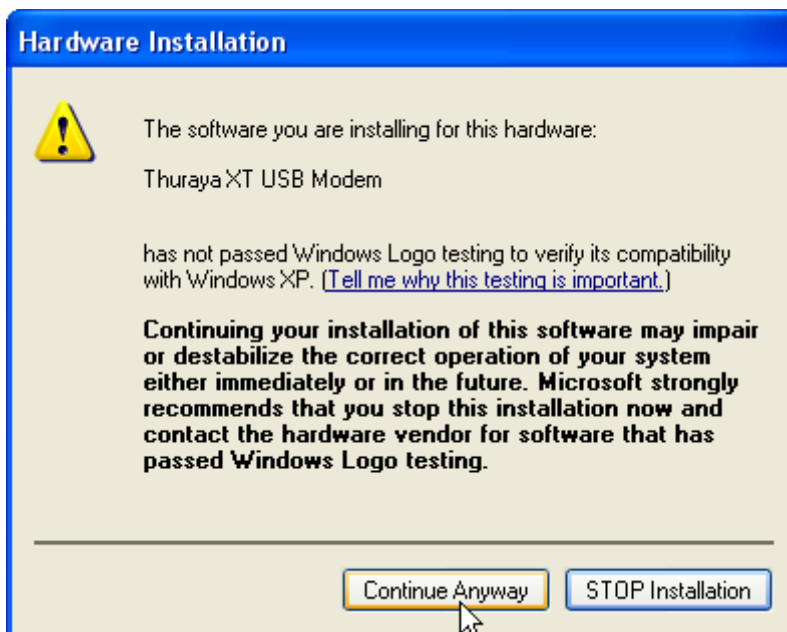 Hardware Installation
The software you are installing for this hardware:
Thuraya XT USB Modem
has not passed Windows Logo testing to verify its compatibility
with Windows XP. (Tell me why this testing is important.)
Continuing your installation of this software may impair
or destabilize the correct operation of your system
either immediately or in the future. Microsoft strongly
recommends that you stop this installation now and
contact the hardware vendor for software that has
passed Windows Logo testing.
Continue Anyway
STOP Installation